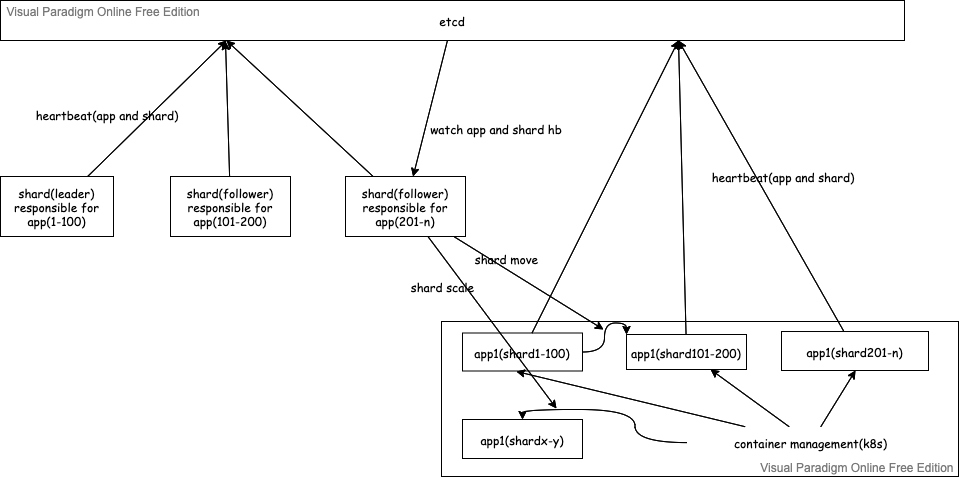 Visual Paradigm Online Free Edition
etcd
heartbeat(app and shard)
watch app and shard hb
heartbeat(app and shard)
shard(leader)
responsible for
app(1-100)
shard(follower)
responsible for
app(101-200)
shard(follower)
responsible for
app(201-n)
shard move
shard scale
app1(shard1-100)
app1(shard101-200)
app1(shard201-n)
app1(shardx-y)
container management(k8s)
Visual Paradigm Online Free Edition